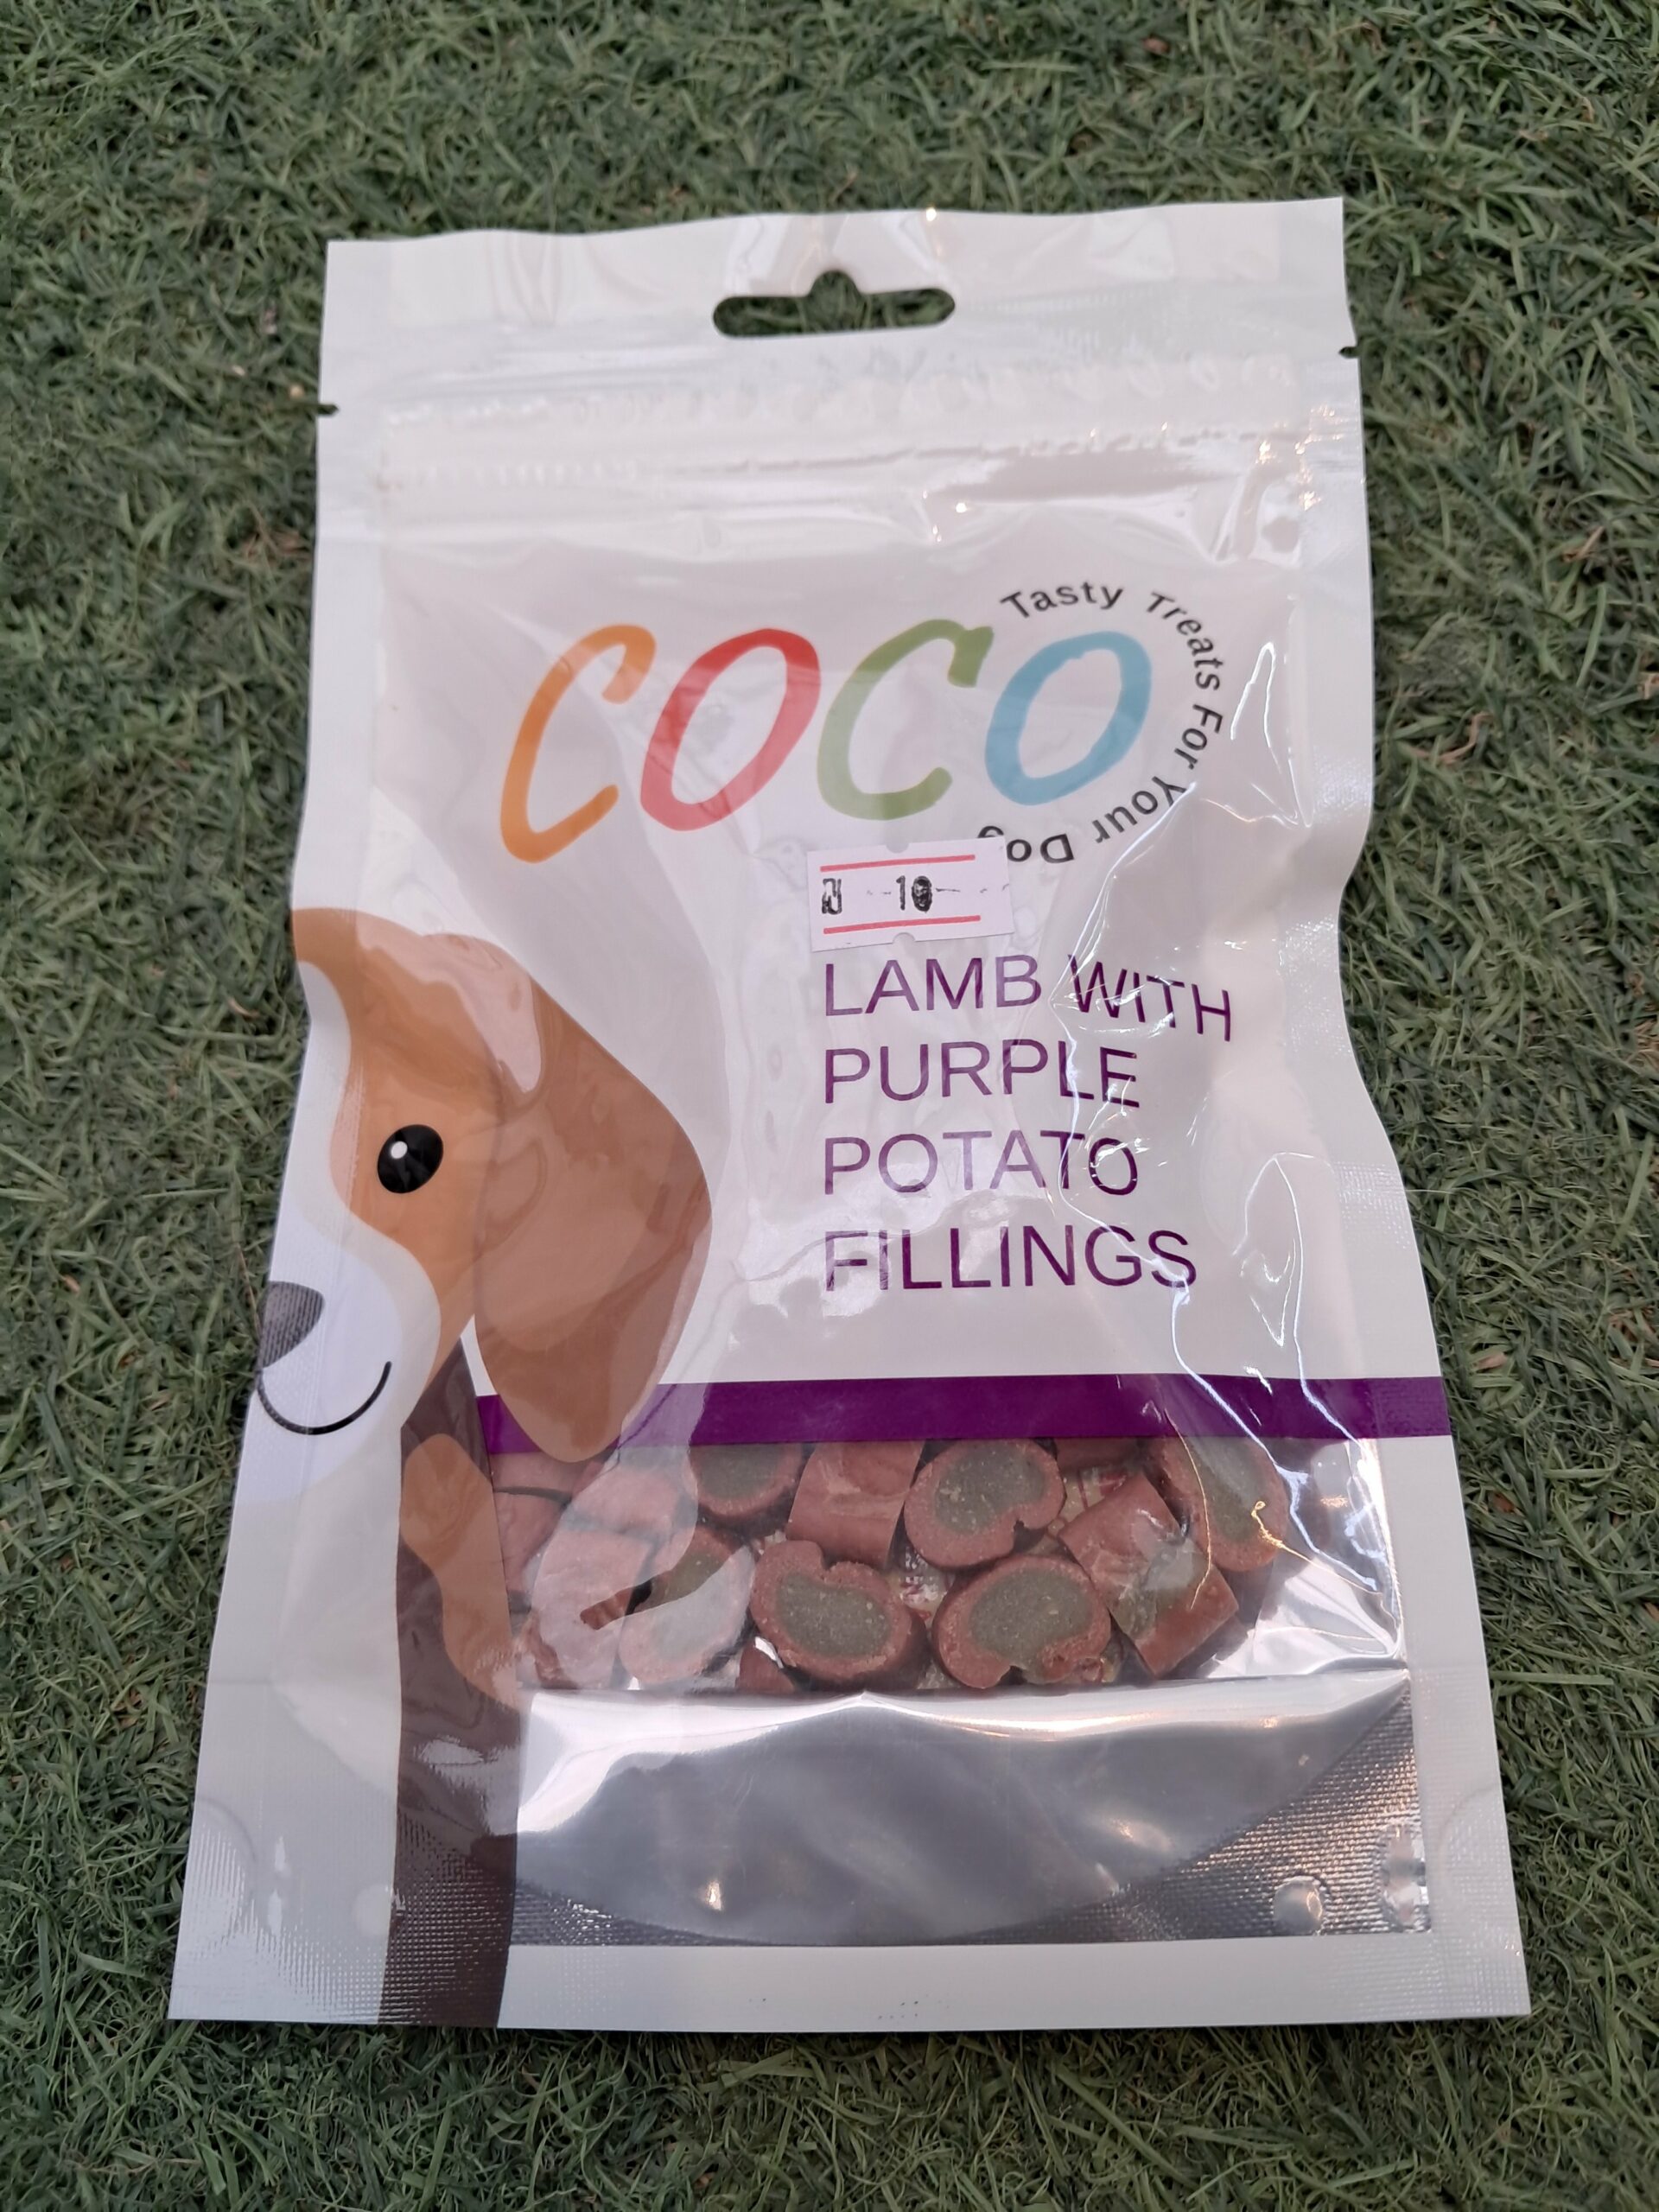 COCO
Tasty Treats For Your Dog
₪ 10
LAMB WITH
PURPLE
POTATO
FILLINGS